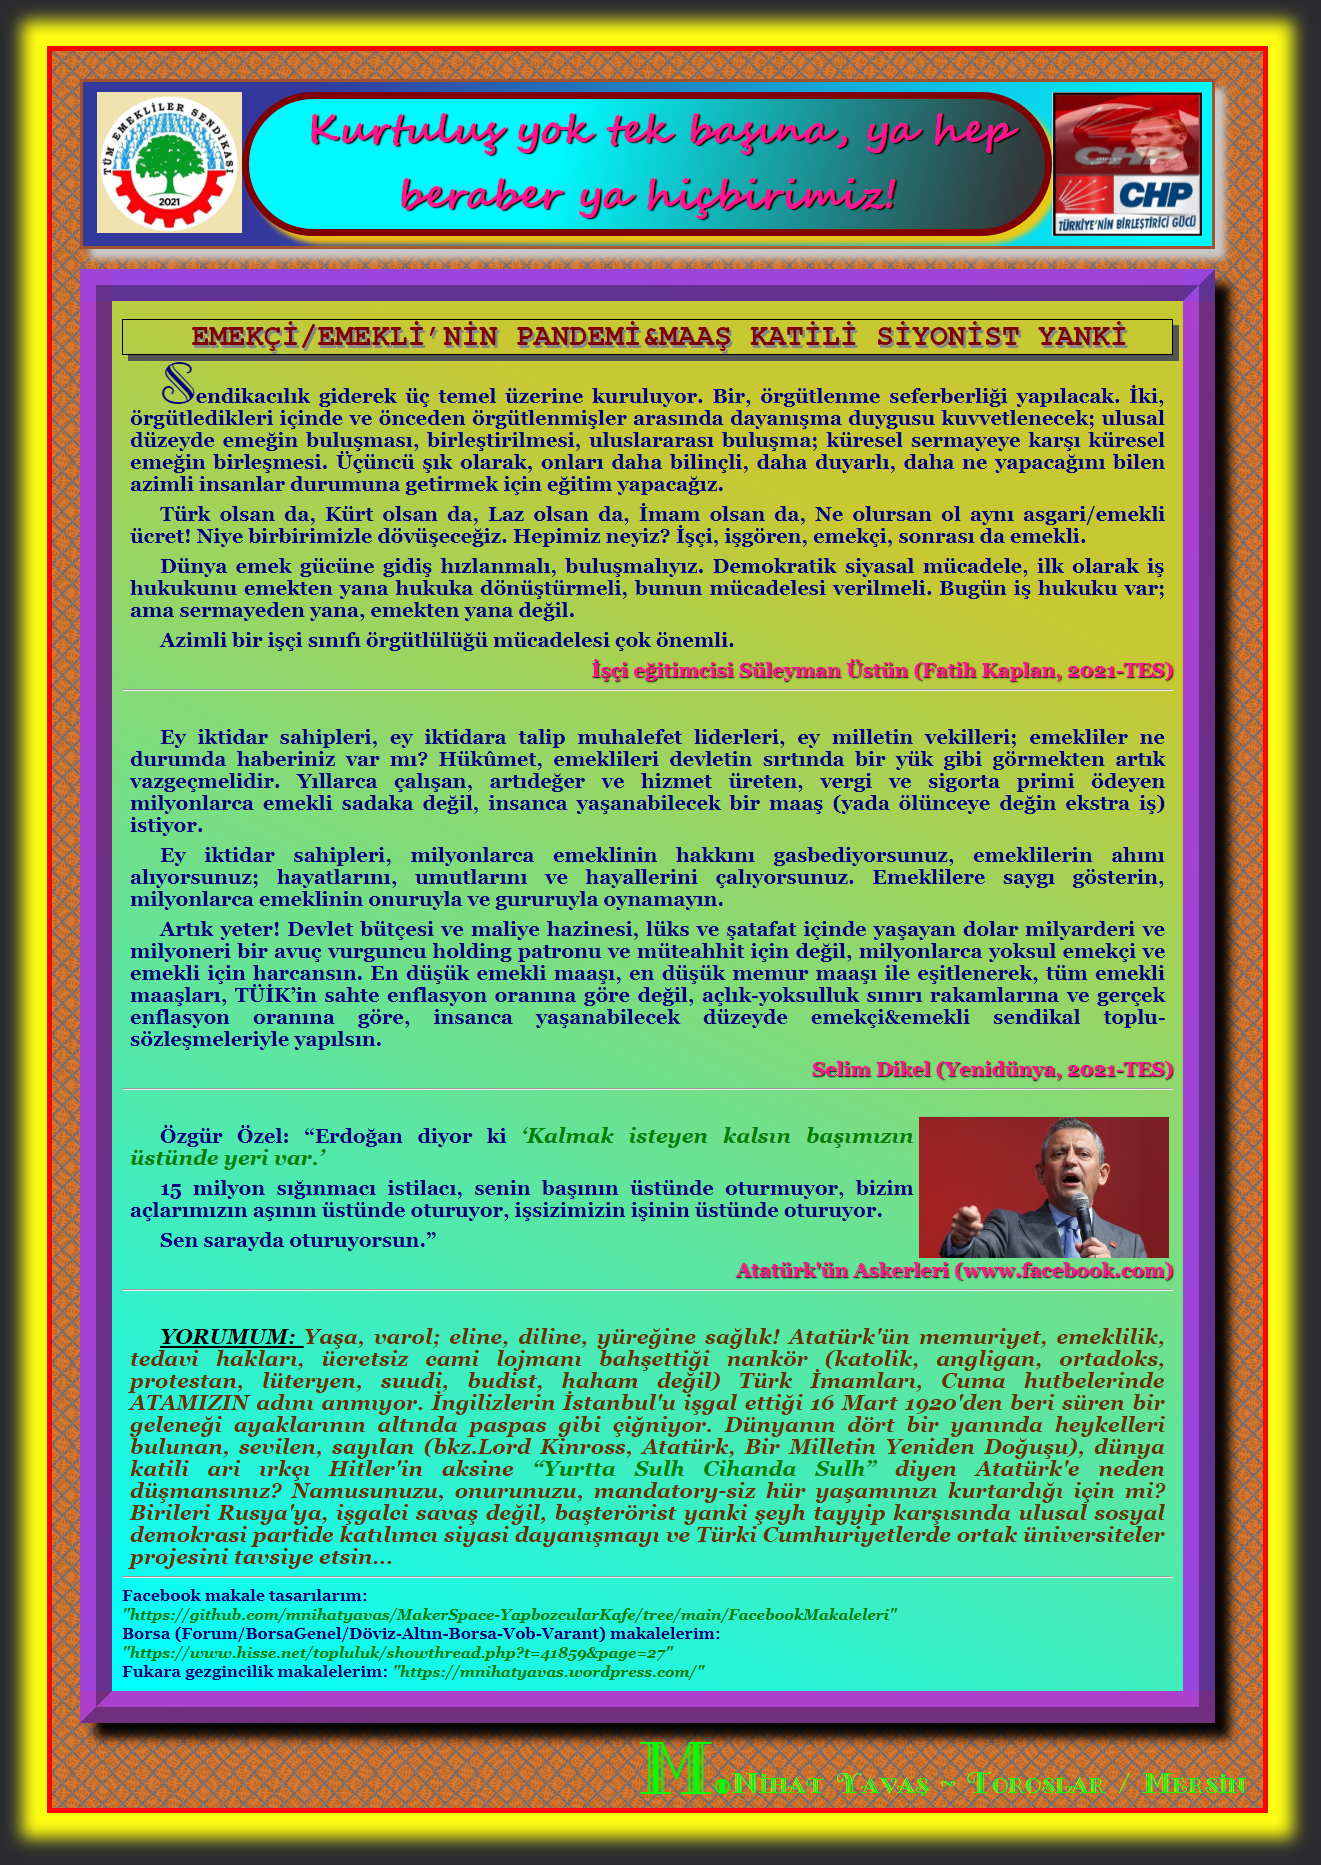 TÜM EMEKLİLER SENDİKASI
2021
Kurtuluş yok tek başına, ya hep
beraber ya hiçbirimiz!
CHP
CHP
TÜRKİYE'NİN BİRLEŞTİRİCİ GÜCÜ
EMEKÇİ/EMEKLİ’NİN PANDEMİ&MAAŞ KATİLİ SİYONİST YANKİ
Sendikacılık giderek üç temel üzerine kuruluyor. Bir, örgütlenme seferberliği yapılacak. İki,
örgütledikleri içinde ve önceden örgütlenmişler arasında dayanışma duygusu kuvvetlenecek; ulusal
düzeyde emeğin buluşması, birleştirilmesi, uluslararası buluşma; küresel sermayeye karşı küresel
emeğin birleşmesi. Üçüncü şık olarak, onları daha bilinçli, daha duyarlı, daha ne yapacağını bilen
azimli insanlar durumuna getirmek için eğitim yapacağız.
Türk olsan da, Kürt olsan da, Laz olsan da, İmam olsan da, Ne olursan ol aynı asgari/emekli
ücret! Niye birbirimizle dövüşeceğiz. Hepimiz neyiz? İşçi, işgören, emekçi, sonrası da emekli.
Dünya emek gücüne gidiş hızlanmalı, buluşmalıyız. Demokratik siyasal mücadele, ilk olarak iş
hukukunu emekten yana hukuka dönüştürmeli, bunun mücadelesi verilmeli. Bugün iş hukuku var;
ama sermayeden yana, emekten yana değil.
Azimli bir işçi sınıfı örgütlülüğü mücadelesi çok önemli.
İşçi eğitimcisi Süleyman Üstün (Fatih Kaplan, 2021-TES)
Ey iktidar sahipleri, ey iktidara talip muhalefet liderleri, ey milletin vekilleri; emekliler ne
durumda haberiniz var mı? Hükûmet, emeklileri devletin sırtında bir yük gibi görmekten artık
vazgeçmelidir. Yıllarca çalışan, artıdeğer ve hizmet üreten, vergi ve sigorta primi ödeyen
milyonlarca emekli sadaka değil, insanca yaşanabilecek bir maaş (yada ölünceye değin ekstra iş)
istiyor.
Ey iktidar sahipleri, milyonlarca emeklinin hakkını gasbediyorsunuz, emeklilerin ahını
alıyorsunuz; hayatlarını, umutlarını ve hayallerini çalıyorsunuz. Emeklilere saygı gösterin,
milyonlarca emeklinin onuruyla ve gururuyla oynamayın.
Artık yeter! Devlet bütçesi ve maliye hazinesi, lüks ve şatafat içinde yaşayan dolar milyarderi ve
milyoneri bir avuç vurguncu holding patronu ve müteahhit için değil, milyonlarca yoksul emekçi ve
emekli için harcansın. En düşük emekli maaşı, en düşük memur maaşı ile eşitlenerek, tüm emekli
maaşları, TÜİK’in sahte enflasyon oranına göre değil, açlık-yoksulluk sınırı rakamlarına ve gerçek
enflasyon oranına göre, insanca yaşanabilecek düzeyde emekçi&emekli sendikal toplu-
sözleşmeleriyle yapılsın.
Selim Dikel (Yenidünya, 2021-TES)
Özgür Özel: “Erdoğan diyor ki ‘Kalmak isteyen kalsın başımızın
üstünde yeri var.’
15 milyon sığınmacı istilacı, senin başının üstünde oturmuyor, bizim
açlarımızın aşının üstünde oturuyor, işsizimizin işinin üstünde oturuyor.
Sen sarayda oturuyorsun.”
Atatürk'ün Askerleri (www.facebook.com)
YORUMUM: Yaşa, varol; eline, diline, yüreğine sağlık! Atatürk'ün memuriyet, emeklilik,
tedavi hakları, ücretsiz cami lojmanı bahşettiği nankör (katolik, angligan, ortadoks,
protestan, lüteryen, suudi, budist, haham değil) Türk İmamları, Cuma hutbelerinde
ATAMIZIN adını anmıyor. İngilizlerin İstanbul'u işgal ettiği 16 Mart 1920'den beri süren bir
geleneği ayaklarının altında paspas gibi çiğniyor. Dünyanın dört bir yanında heykelleri
bulunan, sevilen, sayılan (bkz.Lord Kinross, Atatürk, Bir Milletin Yeniden Doğuşu), dünya
katili ari ırkçı Hitler'in aksine “Yurtta Sulh Cihanda Sulh” diyen Atatürk'e neden
düşmansınız? Namusunuzu, onurunuzu, mandatory-siz hür yaşamınızı kurtardığı için mi?
Birileri Rusya'ya, işgalci savaş değil, başterörist yanki şeyh tayyip karşısında ulusal sosyal
demokrasi partide katılımcı siyasi dayanışmayı ve Türki Cumhuriyetlerde ortak üniversiteler
projesini tavsiye etsin...
Facebook makale tasarılarım:
"https://github.com/mnihatyavas/MakerSpace-YapbozcularKafe/tree/main/FacebookMakaleleri"
Borsa (Forum/BorsaGenel/Döviz-Altın-Borsa-Vob-Varant) makalelerim:
"https://www.hisse.net/topluluk/showthread.php?t=41859&page=27"
Fukara gezgincilik makalelerim: "https://mnihatyavas.wordpress.com/"
M.Nihat Yavaş ~ Toroslar / Mersin